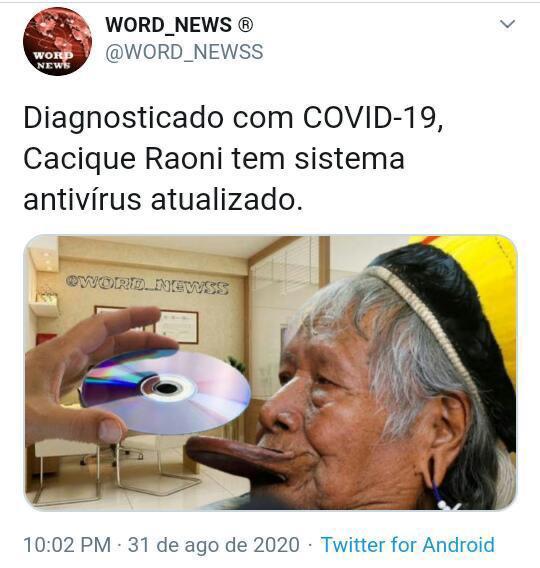 WORD_NEWS ®
@WORD_NEWSS
WORD
NEWS
Diagnosticado com COVID-19,
Cacique Raoni tem sistema
antivírus atualizado.
@WORD_NEWSS
10:02 PM · 31 de ago de 2020 · Twitter for Android